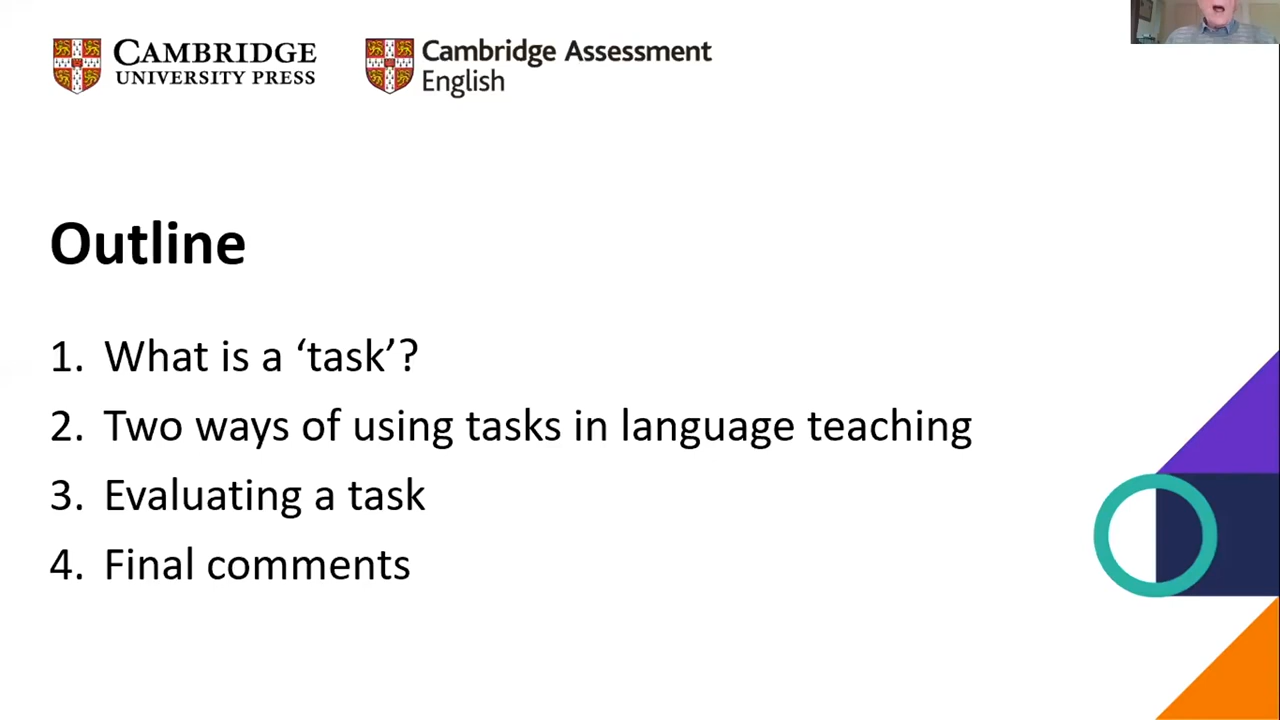 CAMBRIDGE
UNIVERSITY PRESS
Cambridge Assessment
English
Outline
1. What is a ‘task’?
2. Two ways of using tasks in language teaching
3. Evaluating a task
4. Final comments